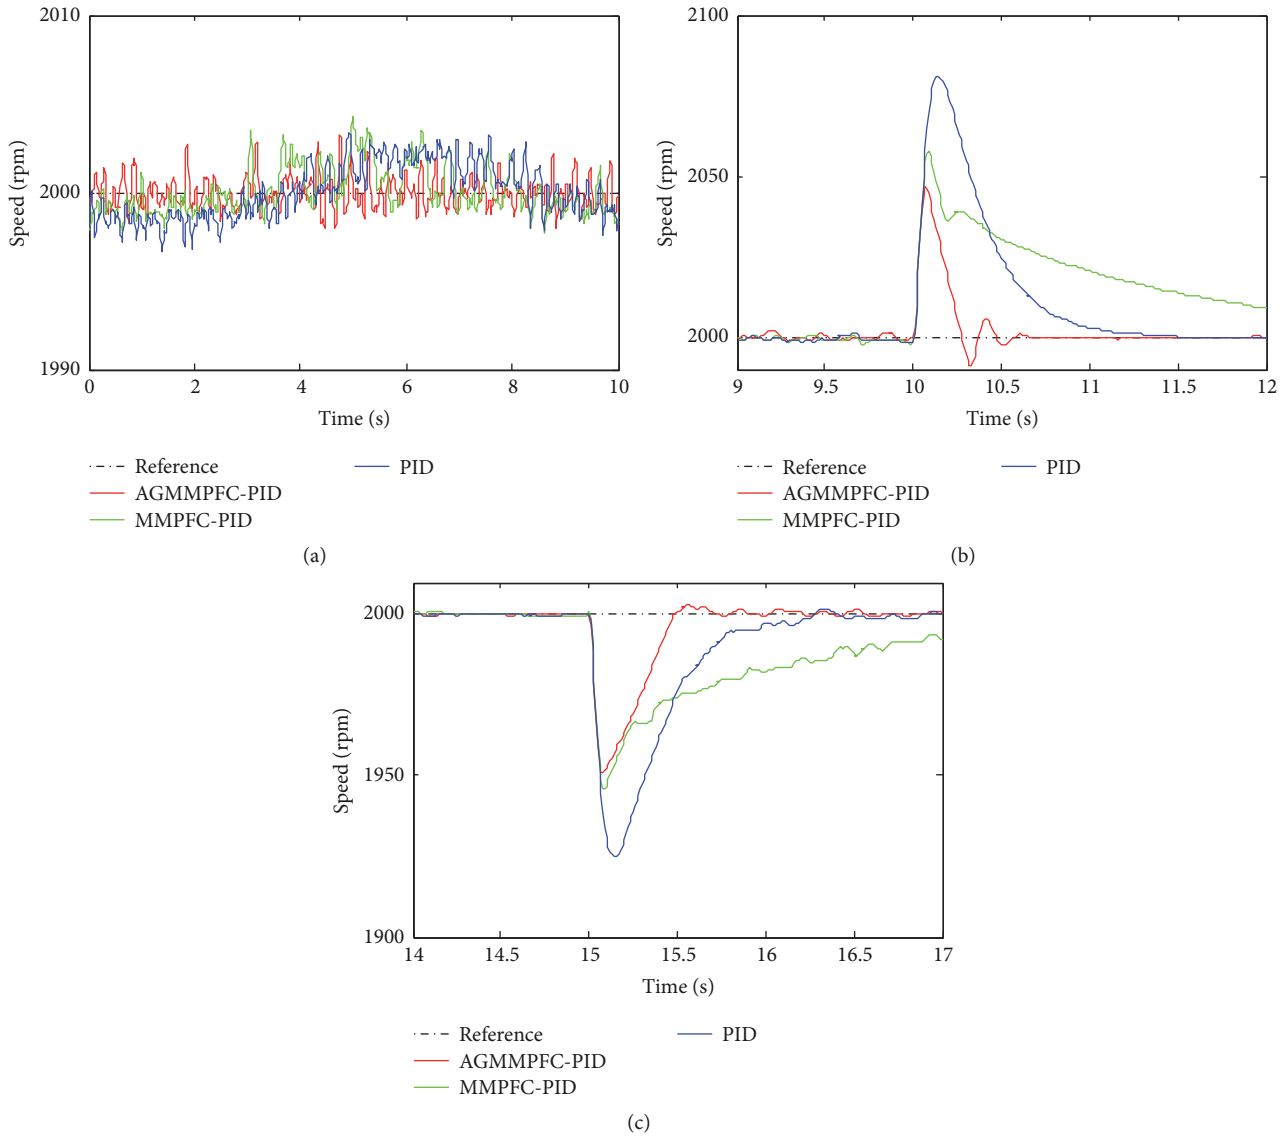 2010
2005
2000
1995
1990
Speed (rpm)
0
2
4
6
8
10
Time (s)
Reference
AGMMPFC-PID
MMPFC-PID
PID
(a)
2100
2050
2000
Speed (rpm)
9
9.5
10
10.5
11
11.5
12
Time (s)
Reference
AGMMPFC-PID
MMPFC-PID
PID
(b)
2000
1950
1900
Speed (rpm)
14
14.5
15
15.5
16
16.5
17
Time (s)
Reference
AGMMPFC-PID
MMPFC-PID
PID
(c)